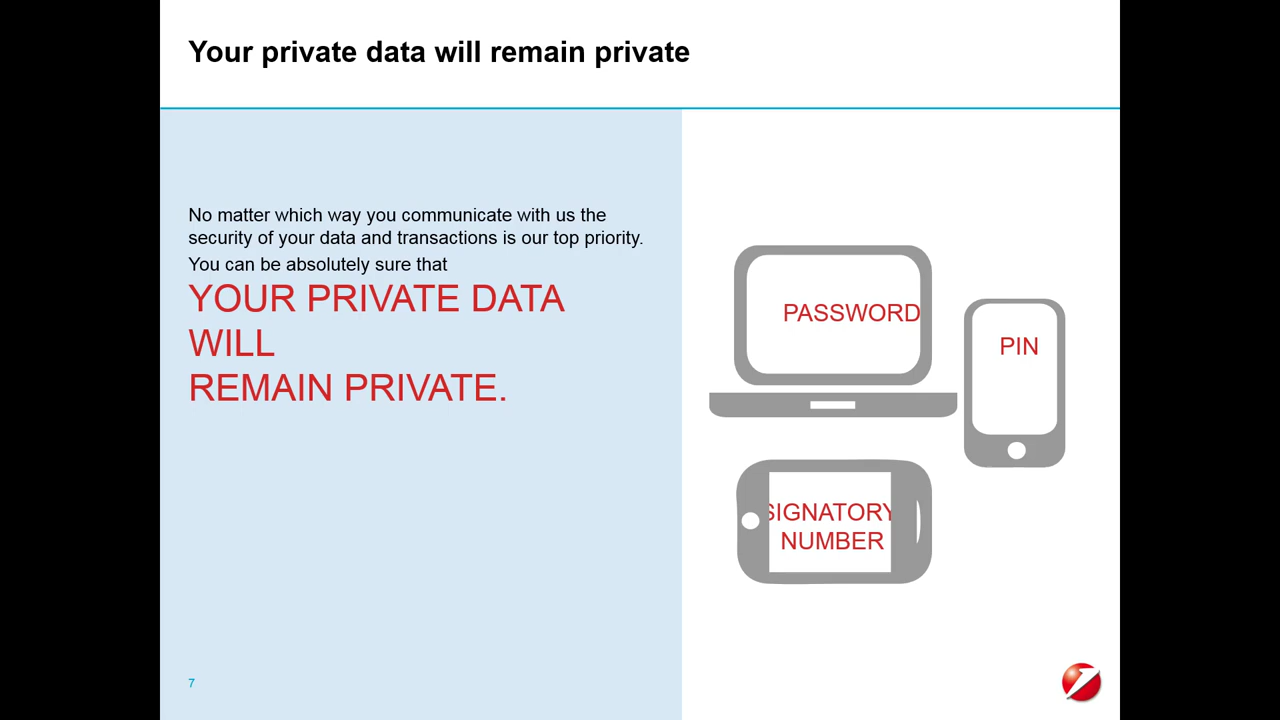 Your private data will remain private
No matter which way you communicate with us the
security of your data and transactions is our top priority.
You can be absolutely sure that
YOUR PRIVATE DATA
WILL
REMAIN PRIVATE.
PASSWORD
PIN
SIGNATORY
NUMBER
7